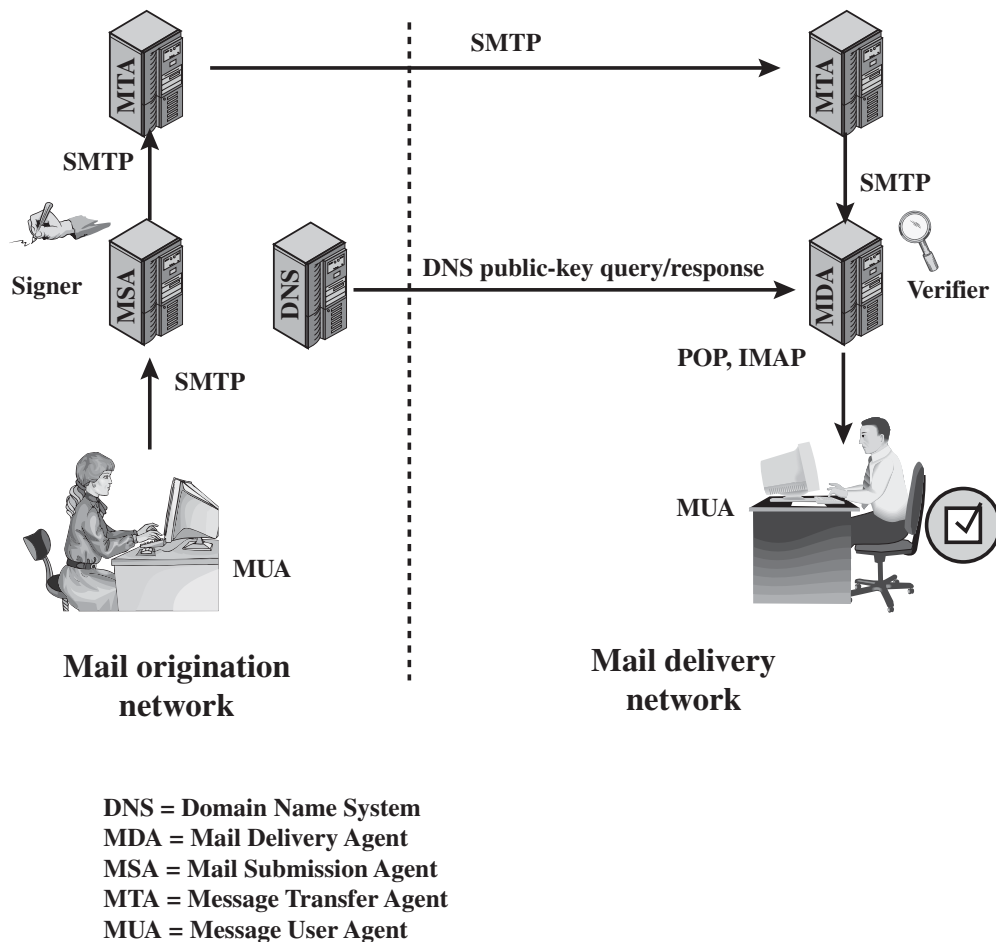 SMTP
MTA
MTA
SMTP
SMTP
Signer
MSA
DNS
DNS public-key query/response
MDA
Verifier
SMTP
POP, IMAP
MUA
MUA
Mail origination
network
Mail delivery
network
DNS = Domain Name System
MDA = Mail Delivery Agent
MSA = Mail Submission Agent
MTA = Message Transfer Agent
MUA = Message User Agent